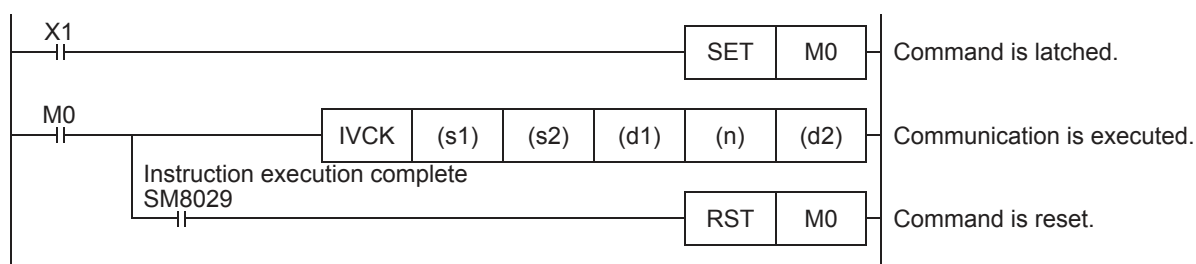 X1
SET M0 Command is latched.
M0
IVCK (s1) (s2) (d1) (n) (d2) Communication is executed.
Instruction execution complete
SM8029
RST M0 Command is reset.